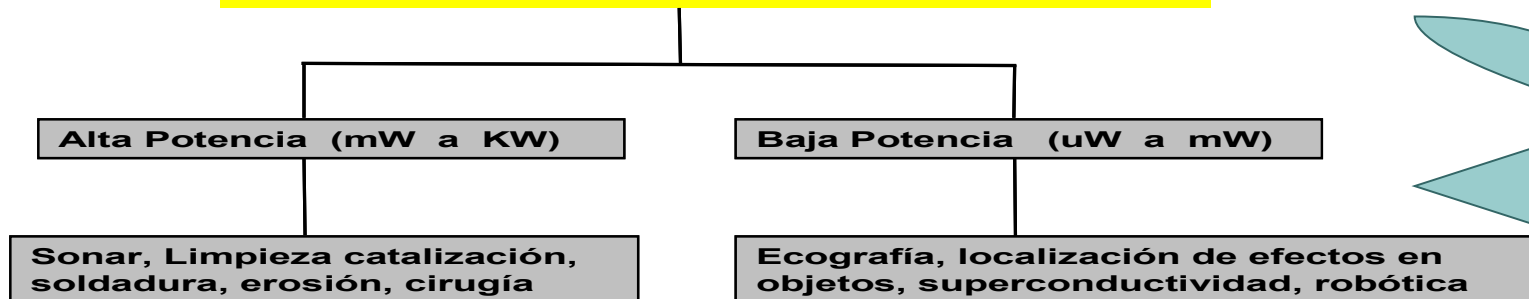 Alta Potencia (mW a KW)
Baja Potencia (uW a mW)
Sonar, Limpieza catalización,
soldadura, erosión, cirugía
Ecografía, localización de efectos en
objetos, superconductividad, robótica